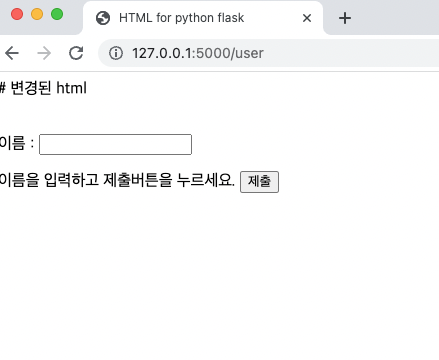 HTML for python flask
127.0.0.1:5000/user
# 변경된 html
이름 :
이름을 입력하고 제출버튼을 누르세요. 제출